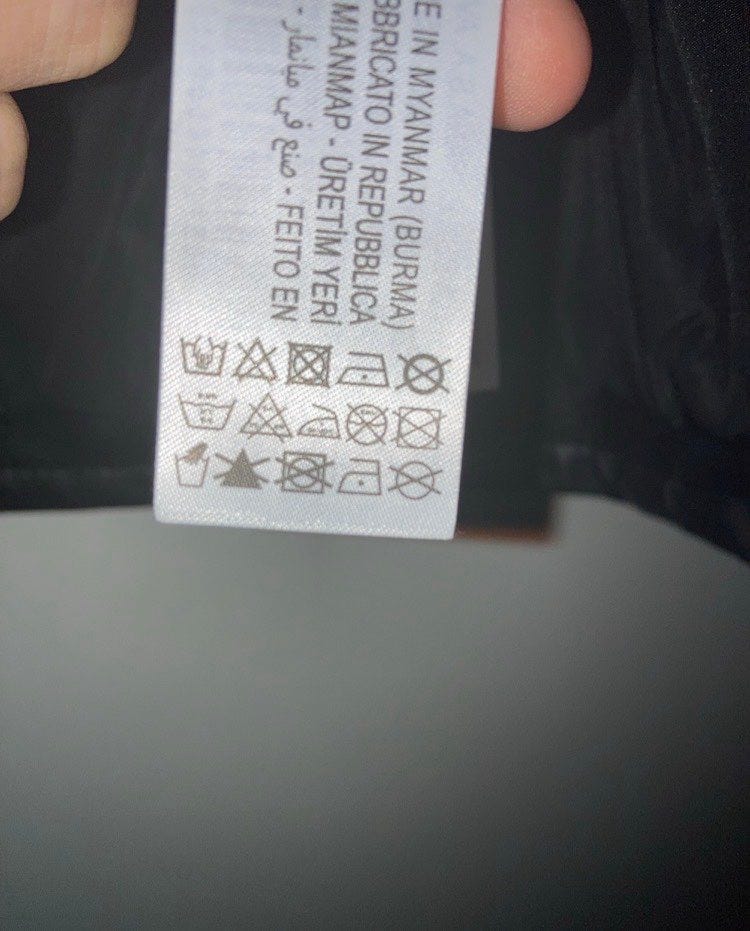 E IN MYANMAR (BURMA)
BBRICATO IN REPUBBLICA
MIANMAP - ÜRETİM YERİ
- صنع في ميانمار - FEITO EN